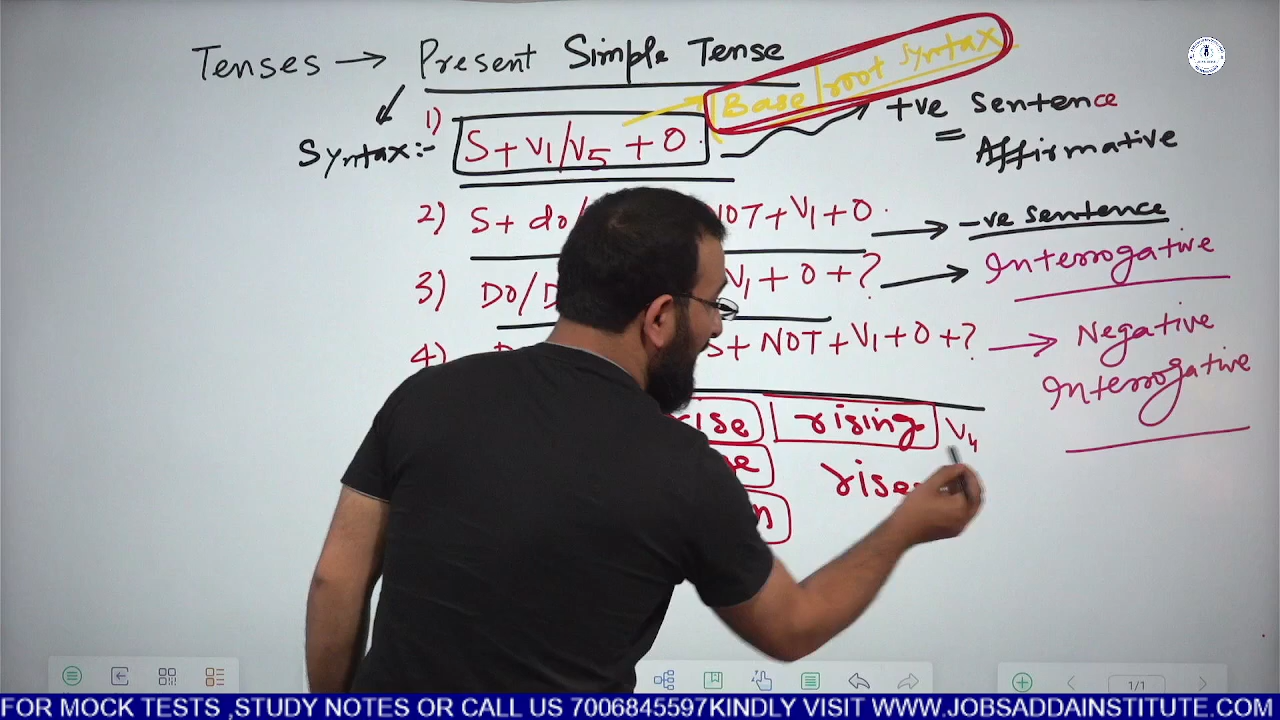 Tenses → Present Simple Tense
Base/root Syntax
Syntax:-
1) S+V1/V5+O.
+ve Sentence
= Affirmative
2) S+ do/ NOT+V1+O.
→ -ve sentence
3) DO/ V1+O+?
→ Interrogative
4) S+NOT+V1+O+?
→ Negative
Interrogative
rise rising V4
FOR MOCK TESTS ,STUDY NOTES OR CALL US 7006845597KINDLY VISIT WWW.JOBSADDAINSTITUTE.COM
1/1